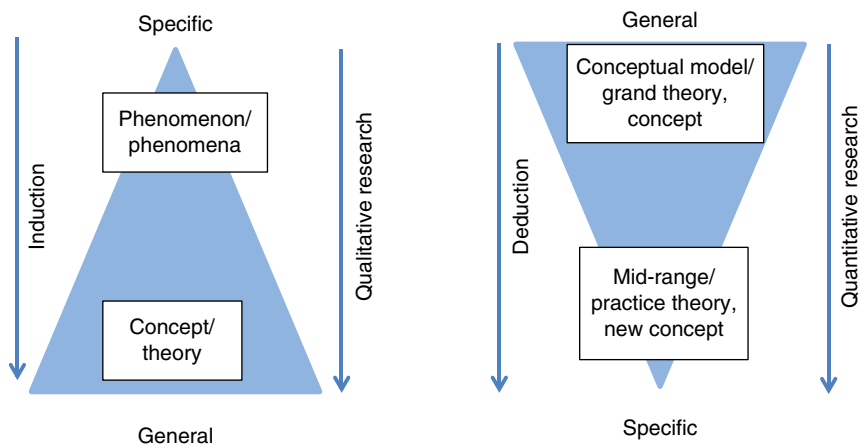 Specific
Phenomenon/
phenomena
Induction
Qualitative research
Concept/
theory
General
General
Conceptual model/
grand theory,
concept
Deduction
Quantitative research
Mid-range/
practice theory,
new concept
Specific